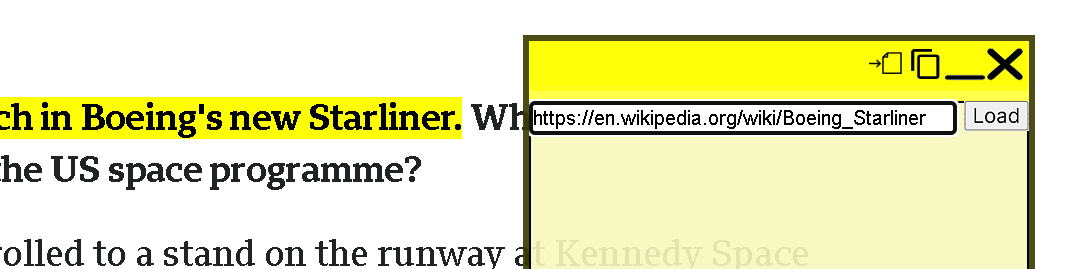 ch in Boeing's new Starliner. Wh
https://en.wikipedia.org/wiki/Boeing_Starliner
Load
the US space programme?
rolled to a stand on the runway at Kennedy Space